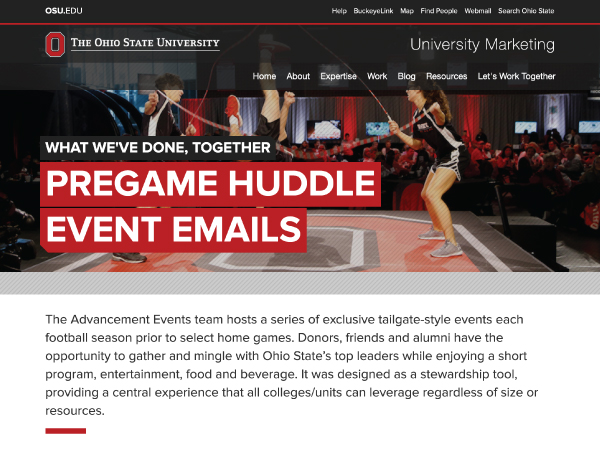 OSU.EDU
Help BuckeyeLink Map Find People Webmail Search Ohio State
THE OHIO STATE UNIVERSITY
University Marketing
Home About Expertise Work Blog Resources Let's Work Together
WHAT WE'VE DONE, TOGETHER
PREGAME HUDDLE
EVENT EMAILS
The Advancement Events team hosts a series of exclusive tailgate-style events each
football season prior to select home games. Donors, friends and alumni have the
opportunity to gather and mingle with Ohio State’s top leaders while enjoying a short
program, entertainment, food and beverage. It was designed as a stewardship tool,
providing a central experience that all colleges/units can leverage regardless of size or
resources.